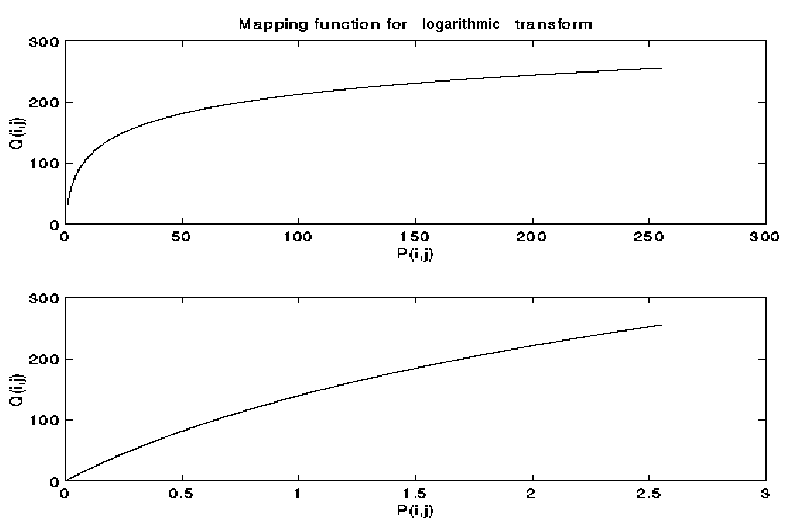 Mapping function for logarithmic transform
300
200
100
0
Q(i,j)
0 50 100 150 200 250 300
P(i,j)
300
200
100
0
Q(i,j)
0 0.5 1 1.5 2 2.5 3
P(i,j)